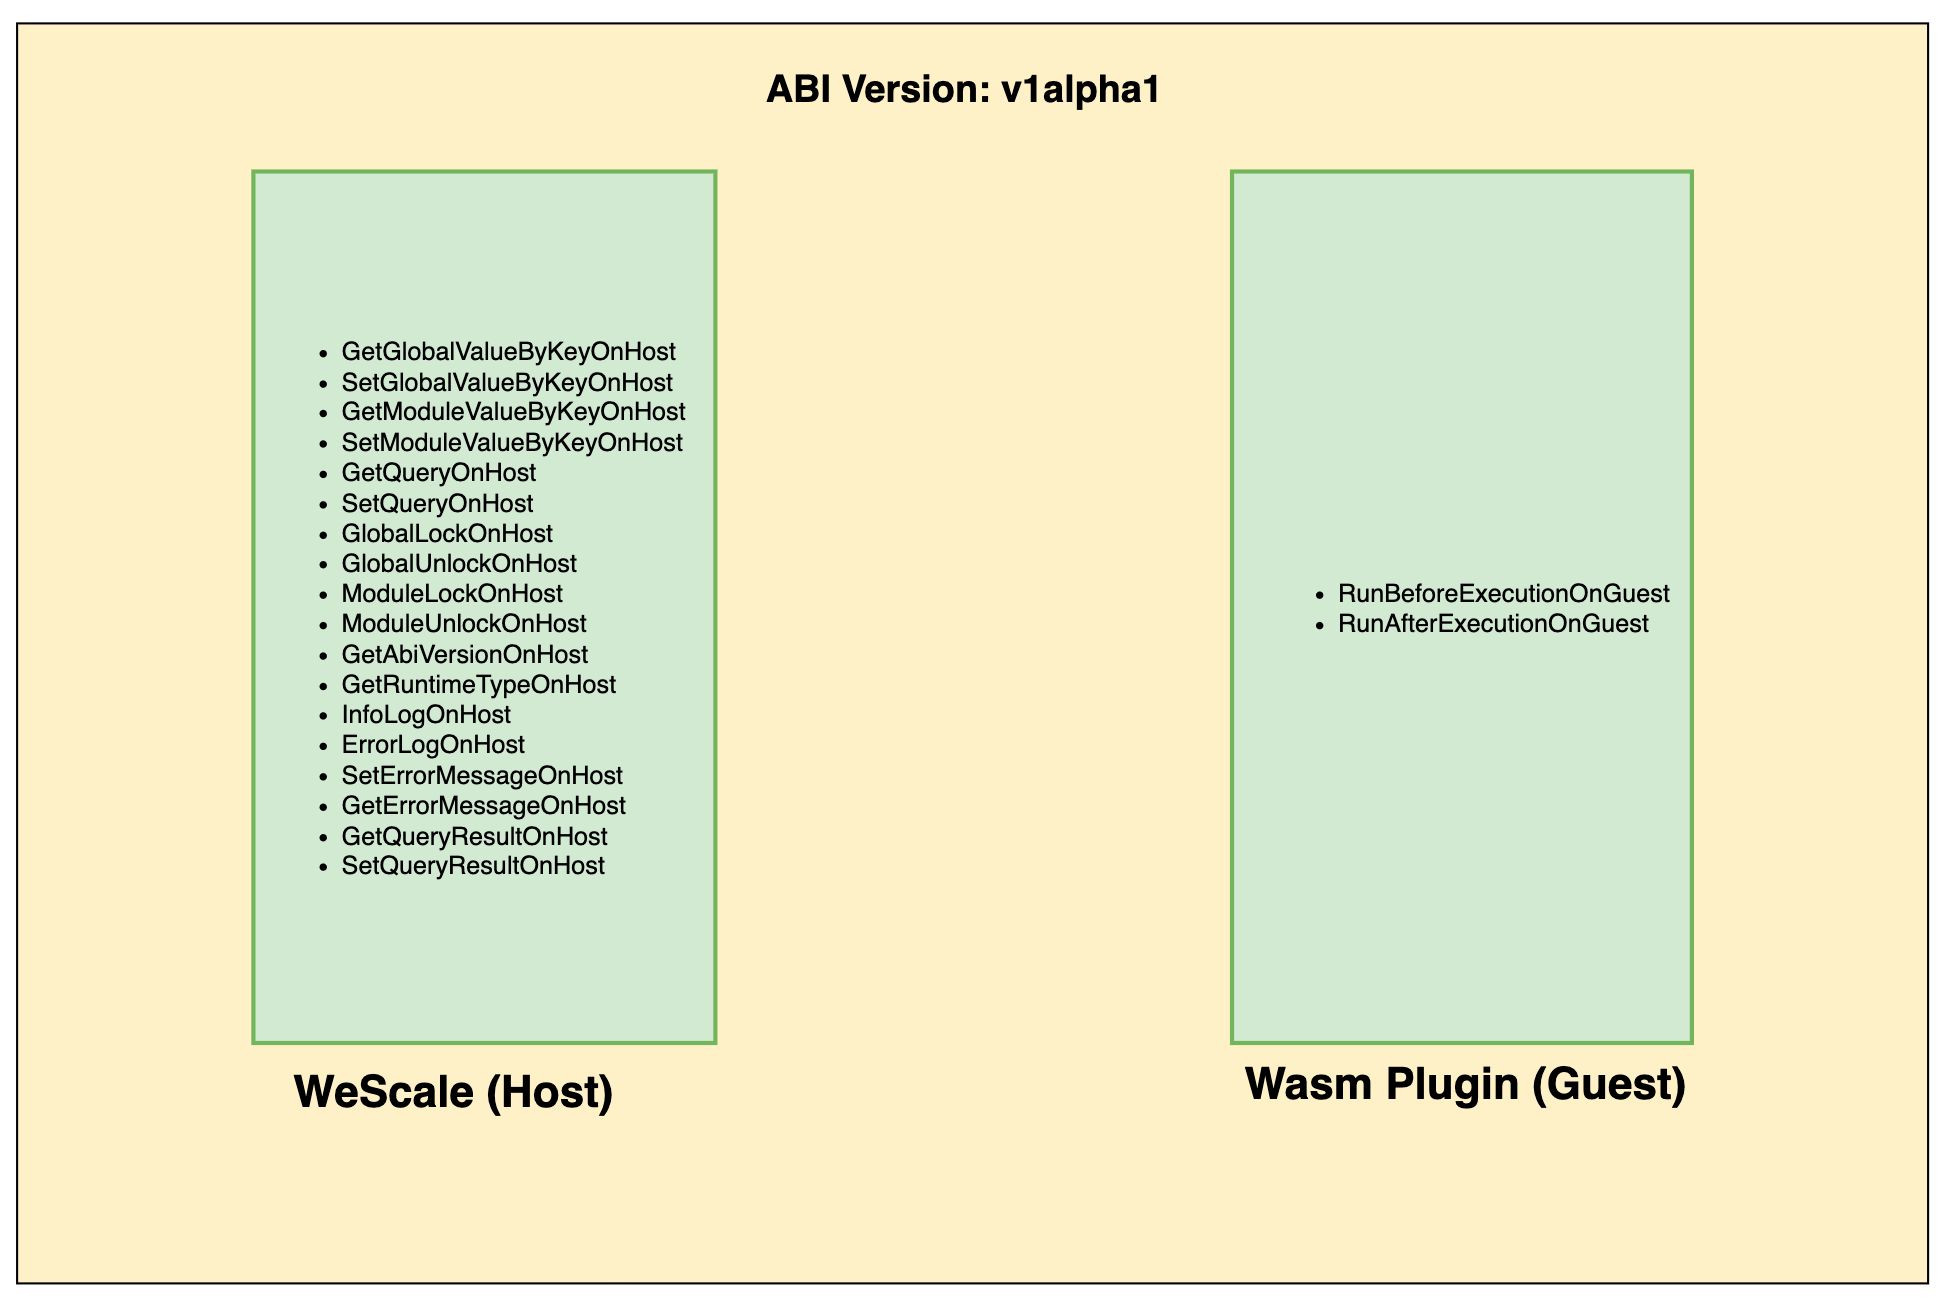 ABI Version: v1alpha1
• GetGlobalValueByKeyOnHost
• SetGlobalValueByKeyOnHost
• GetModuleValueByKeyOnHost
• SetModuleValueByKeyOnHost
• GetQueryOnHost
• SetQueryOnHost
• GlobalLockOnHost
• GlobalUnlockOnHost
• ModuleLockOnHost
• ModuleUnlockOnHost
• GetAbiVersionOnHost
• GetRuntimeTypeOnHost
• InfoLogOnHost
• ErrorLogOnHost
• SetErrorMessageOnHost
• GetErrorMessageOnHost
• GetQueryResultOnHost
• SetQueryResultOnHost
WeScale (Host)
• RunBeforeExecutionOnGuest
• RunAfterExecutionOnGuest
Wasm Plugin (Guest)